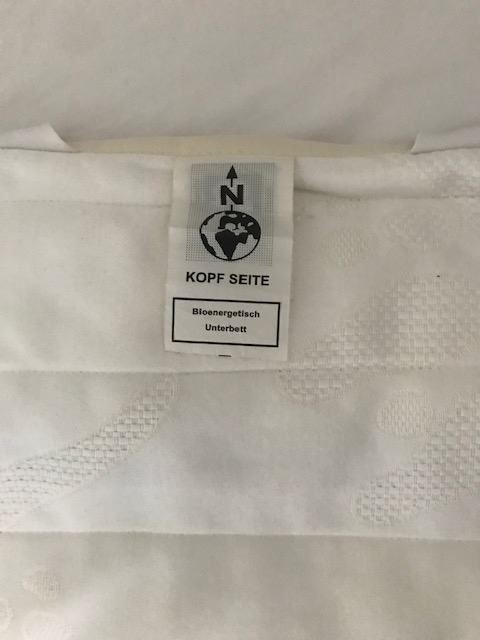 N
KOPF SEITE
Bioenergetisch
Unterbett